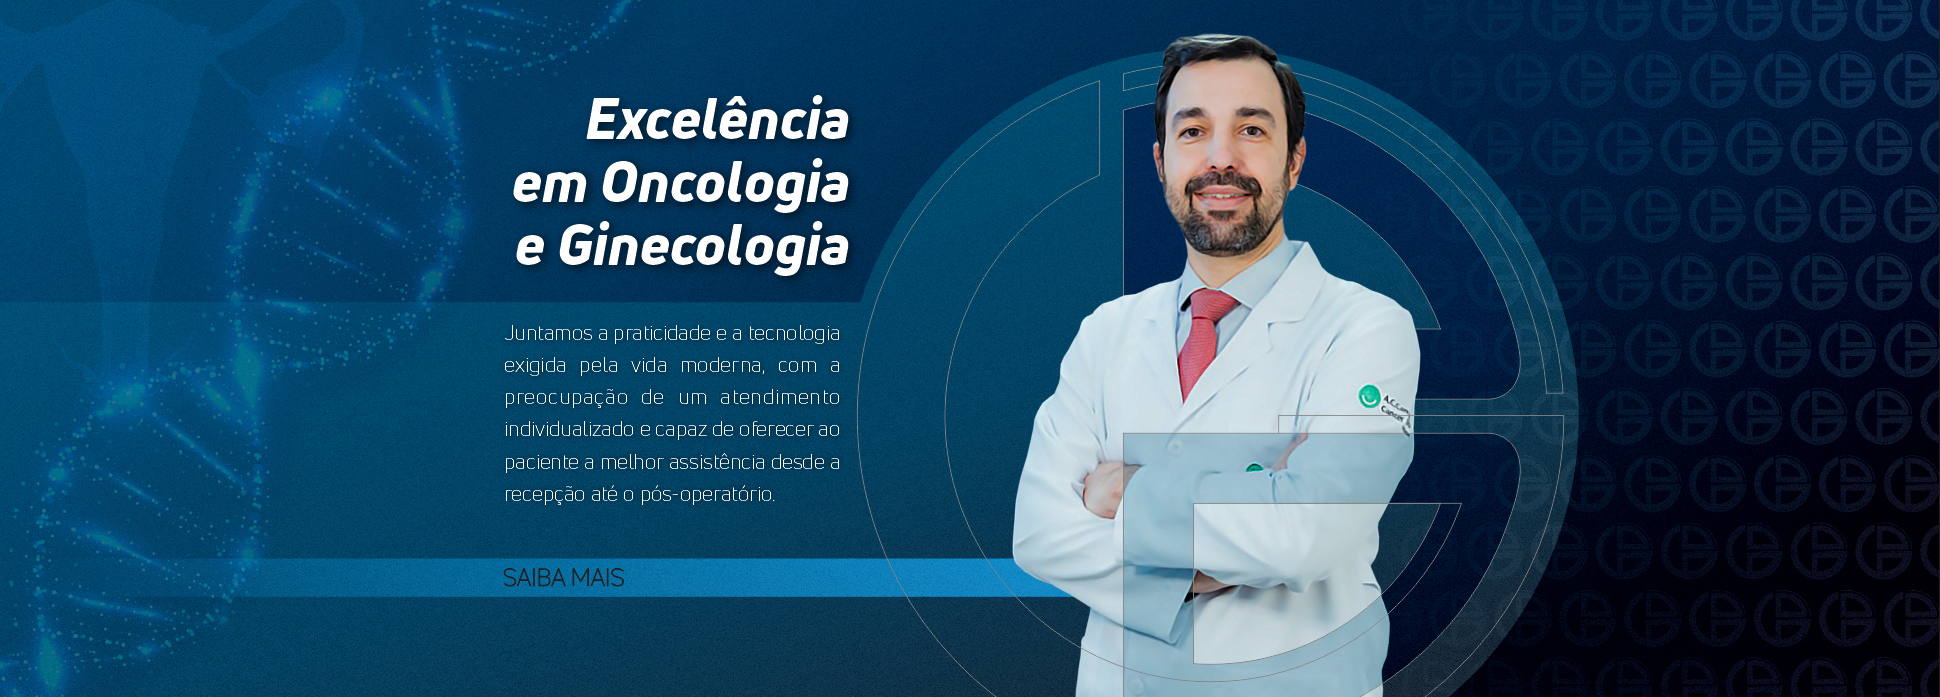 Excelência
em Oncologia
e Ginecologia
Juntamos a praticidade e a tecnologia
exigida pela vida moderna, com a
preocupação de um atendimento
individualizado e capaz de oferecer ao
paciente a melhor assistência desde a
recepção até o pós-operatório.
SAIBA MAIS